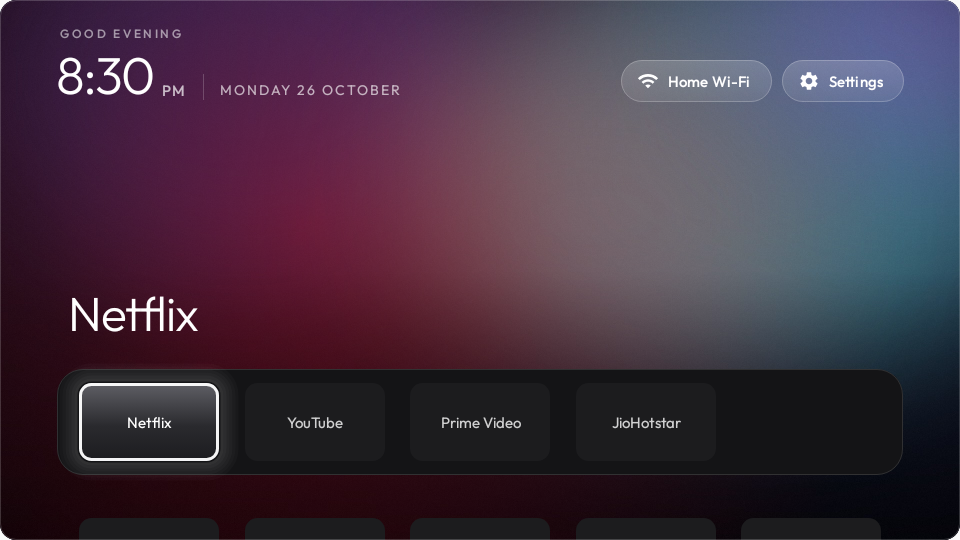 GOOD EVENING
8:30 PM
MONDAY 26 OCTOBER
Home Wi-Fi
Settings
Netflix
Netflix
YouTube
Prime Video
JioHotstar